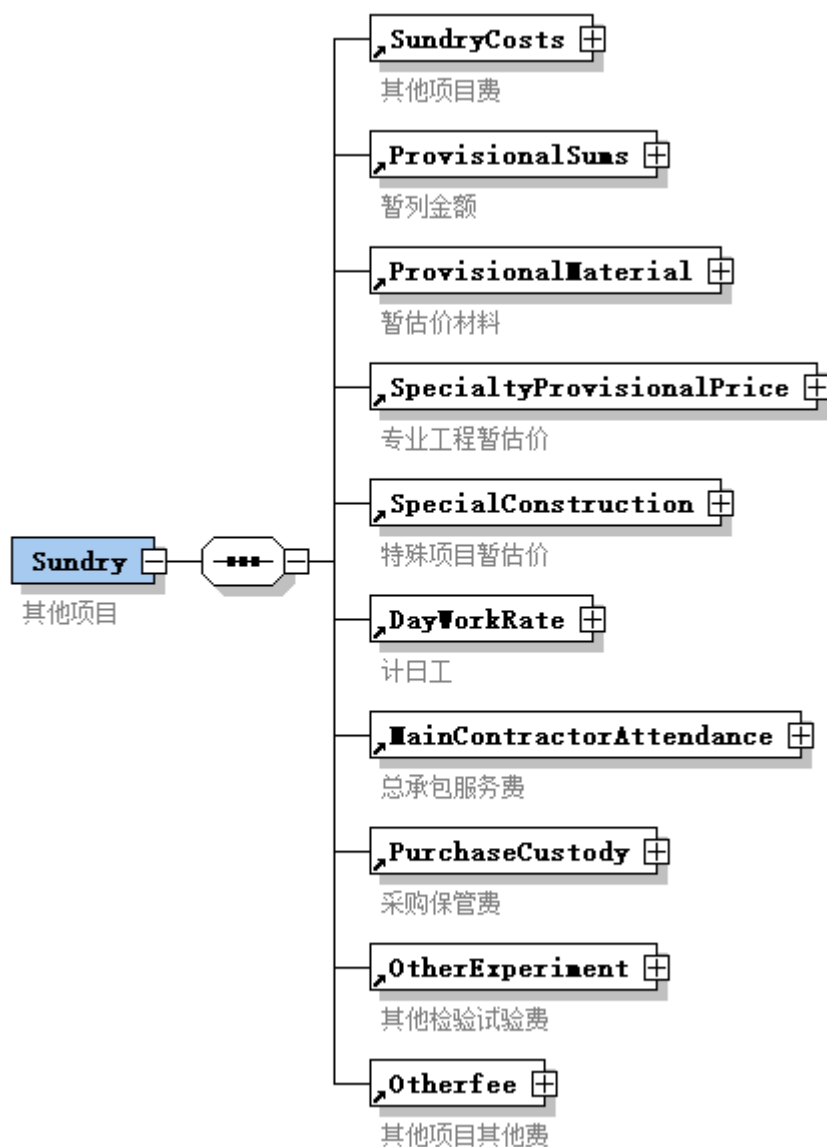 SundryCosts
其他项目费
ProvisionalSums
暂列金额
ProvisionalMaterial
暂估价材料
SpecialtyProvisionalPrice
专业工程暂估价
SpecialConstruction
特殊项目暂估价
Sundry
其他项目
DayWorkRate
计日工
MainContractorAttendance
总承包服务费
PurchaseCustody
采购保管费
OtherExperiment
其他检验试验费
Otherfee
其他项目其他费